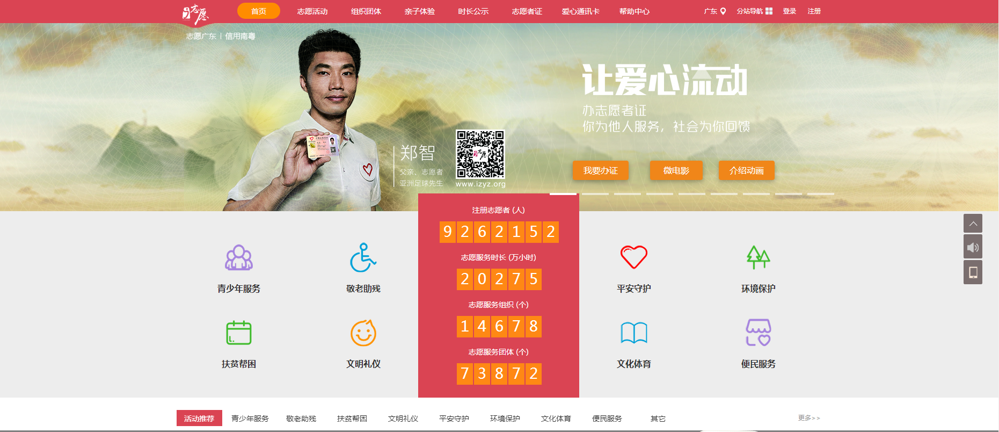 志愿
首页 志愿活动 组织团体 亲子体验 时长公示 志愿者证 爱心通讯卡 帮助中心 广东 分站导航 登录 注册
志愿广东 | 信用南粤
让爱心流动
办志愿者证
你为他人服务，社会为你回馈
郑智
父亲、志愿者
亚洲足球先生
志愿
www.izyz.org
我要办证 微电影 介绍动画
注册志愿者 (人)
9262152
志愿服务时长 (万小时)
20275
志愿服务组织 (个)
14678
志愿服务团体 (个)
73872
青少年服务 敬老助残 平安守护 环境保护
扶贫帮困 文明礼仪 文化体育 便民服务
活动推荐 青少年服务 敬老助残 扶贫帮困 文明礼仪 平安守护 环境保护 文化体育 便民服务 其它 更多>>